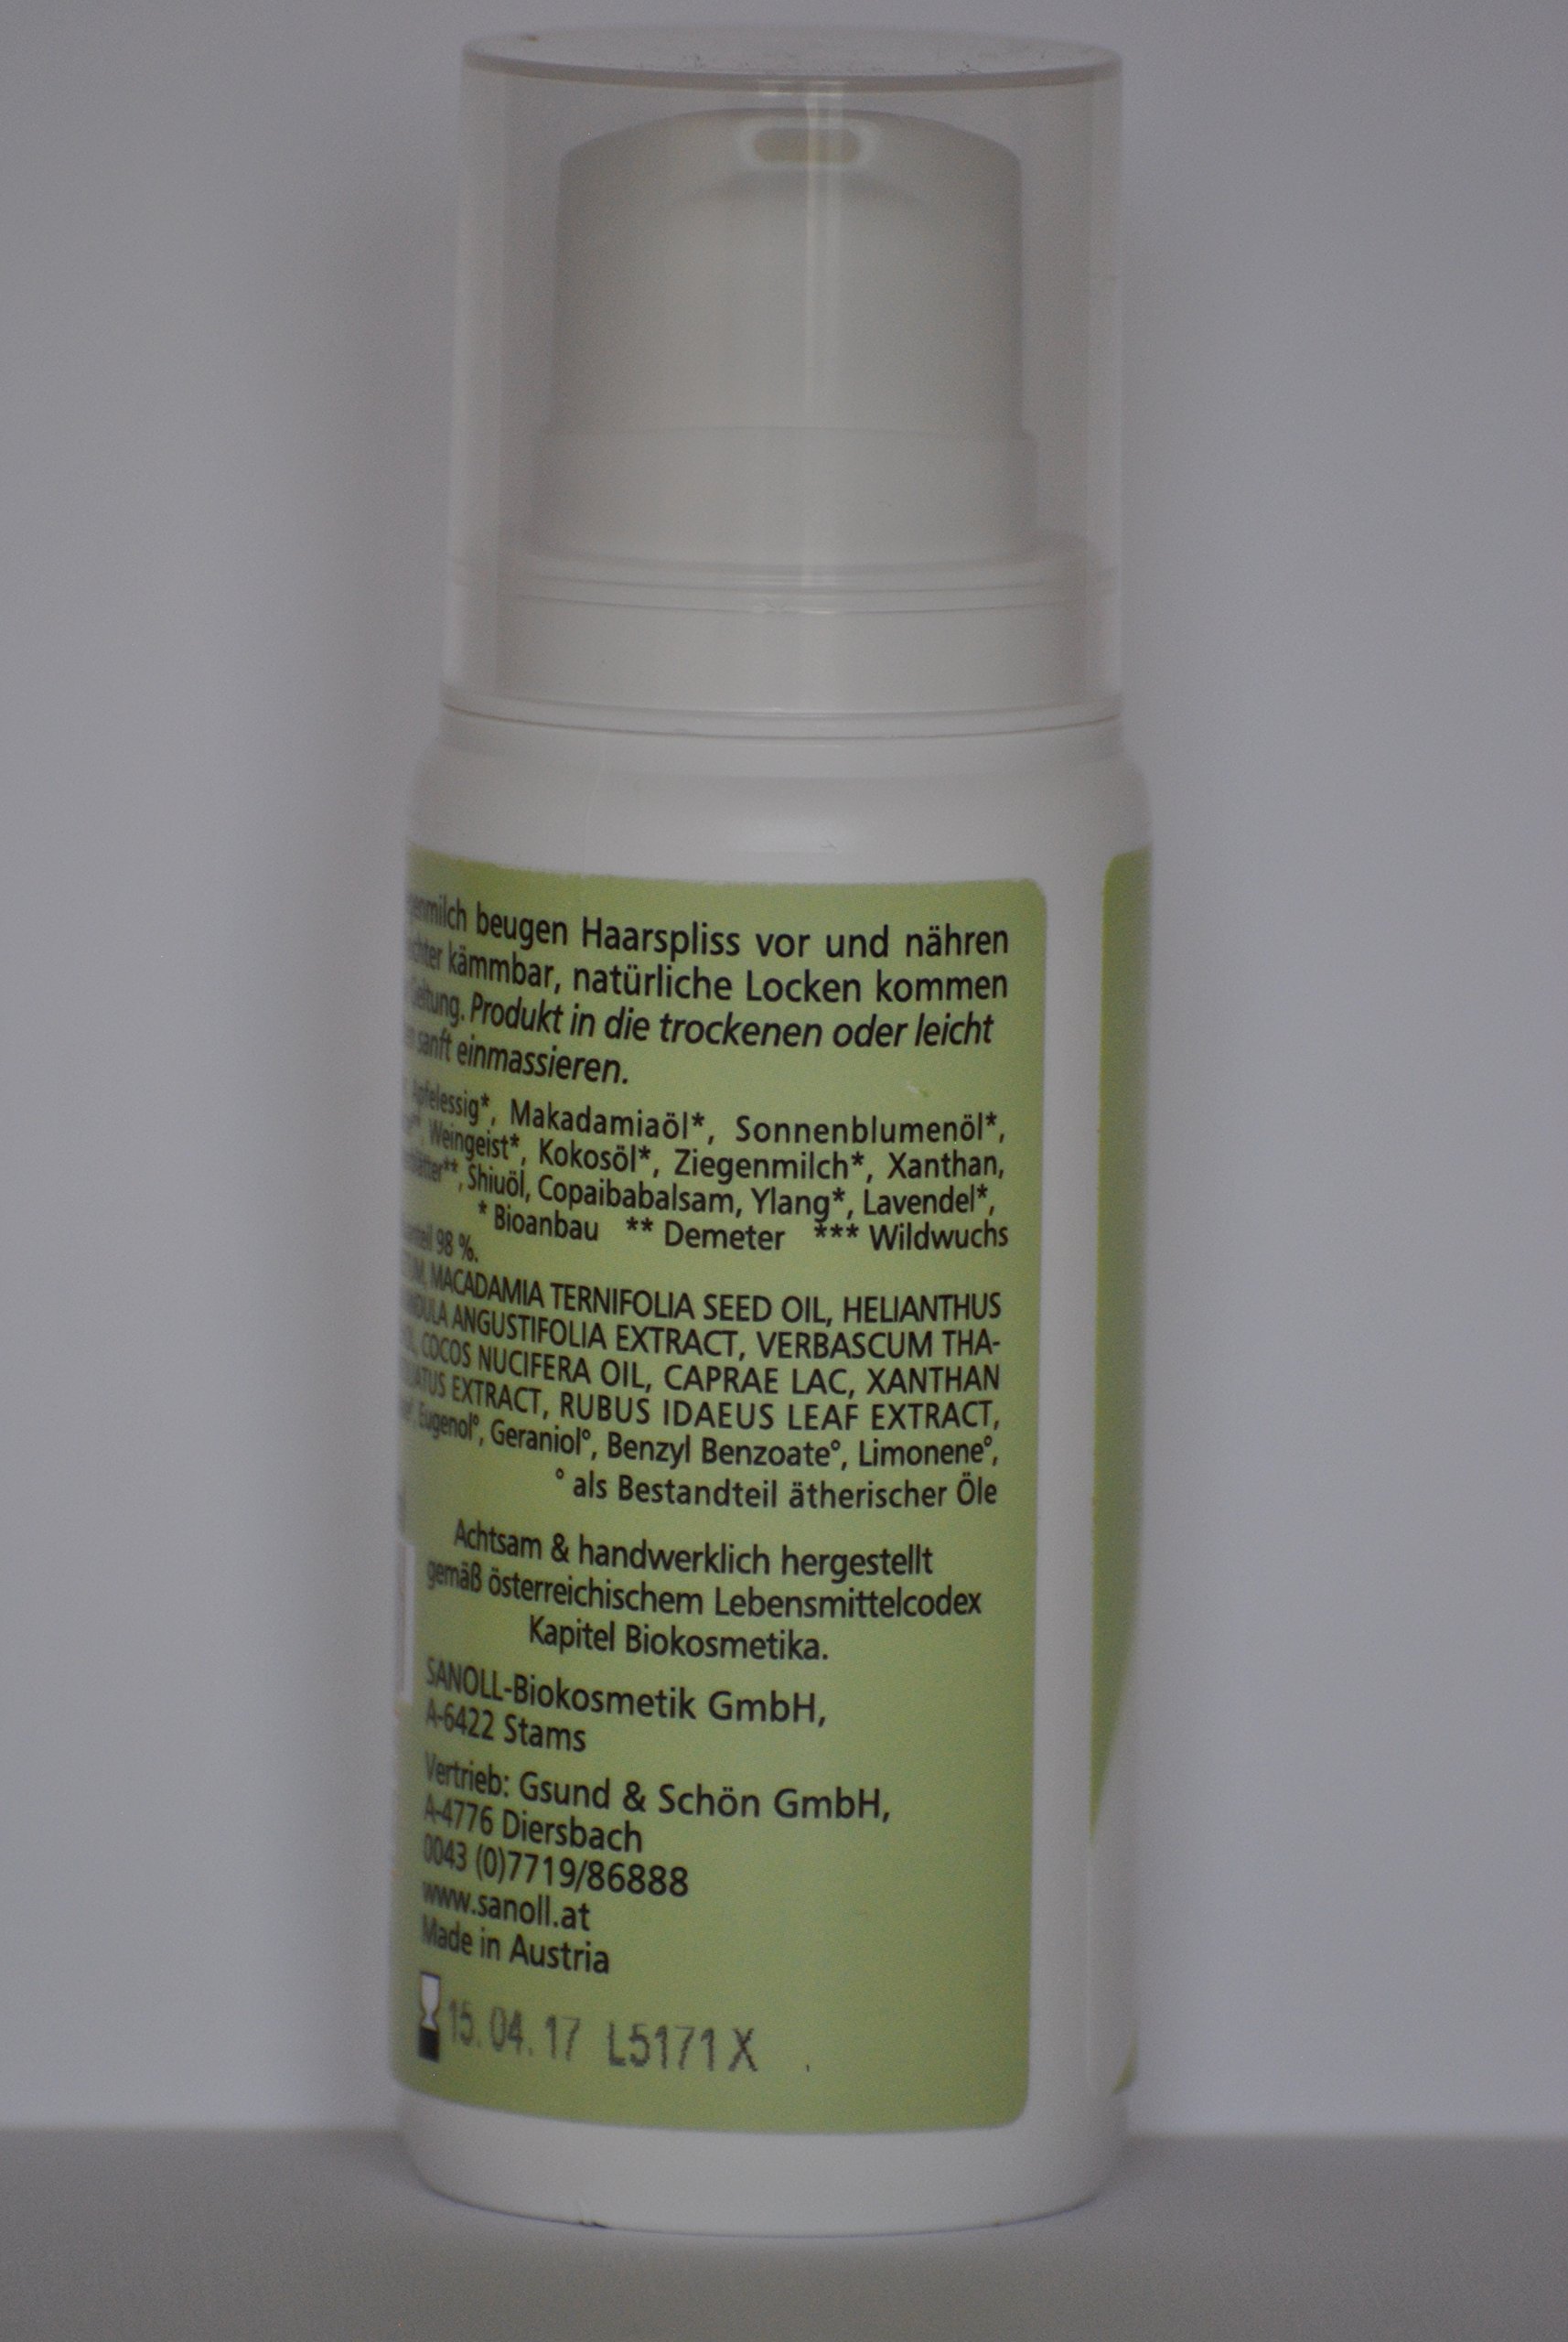 beugen Haarspliss vor und nähren
kämmbar, natürliche Locken kommen
Produkt in die trockenen oder leicht
sanft einmassieren.
Apfelessig*, Makadamiaöl*, Sonnenblumenöl*,
Weingeist*, Kokosöl*, Ziegenmilch*, Xanthan,
Shiuöl, Copaibabalsam, Ylang*, Lavendel*,
* Bioanbau ** Demeter *** Wildwuchs
98 %.
MACADAMIA TERNIFOLIA SEED OIL, HELIANTHUS
ANGUSTIFOLIA EXTRACT, VERBASCUM THA-
COCOS NUCIFERA OIL, CAPRAE LAC, XANTHAN
EXTRACT, RUBUS IDAEUS LEAF EXTRACT,
Eugenol°, Geraniol°, Benzyl Benzoate°, Limonene°,
° als Bestandteil ätherischer Öle
Achtsam & handwerklich hergestellt
gemäß österreichischem Lebensmittelcodex
Kapitel Biokosmetika.
SANOLL-Biokosmetik GmbH,
A-6422 Stams
Vertrieb: Gsund & Schön GmbH,
A-4776 Diersbach
0043 (0)7719/86888
www.sanoll.at
Made in Austria
15.04.17 L5171X